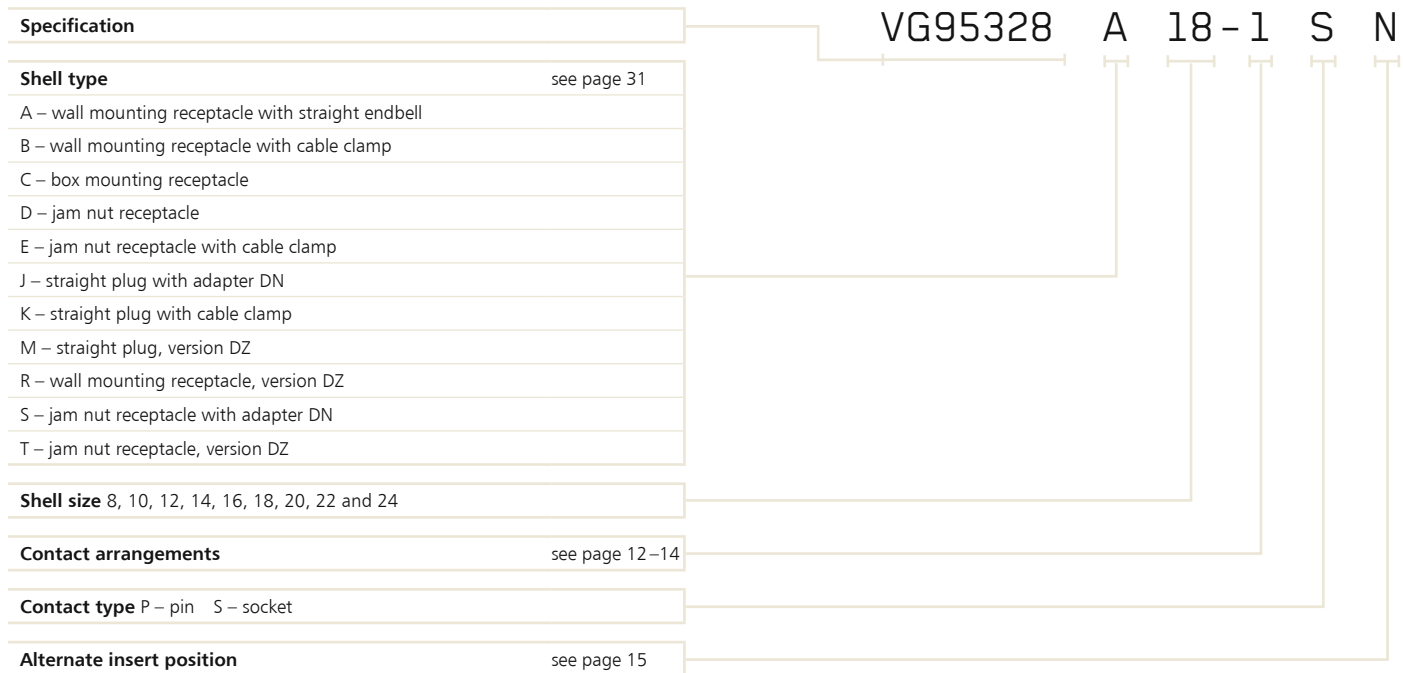 Specification
VG95328 A 18-1 S N
Shell type see page 31
A – wall mounting receptacle with straight endbell
B – wall mounting receptacle with cable clamp
C – box mounting receptacle
D – jam nut receptacle
E – jam nut receptacle with cable clamp
J – straight plug with adapter DN
K – straight plug with cable clamp
M – straight plug, version DZ
R – wall mounting receptacle, version DZ
S – jam nut receptacle with adapter DN
T – jam nut receptacle, version DZ
Shell size 8, 10, 12, 14, 16, 18, 20, 22 and 24
Contact arrangements see page 12–14
Contact type P – pin S – socket
Alternate insert position see page 15